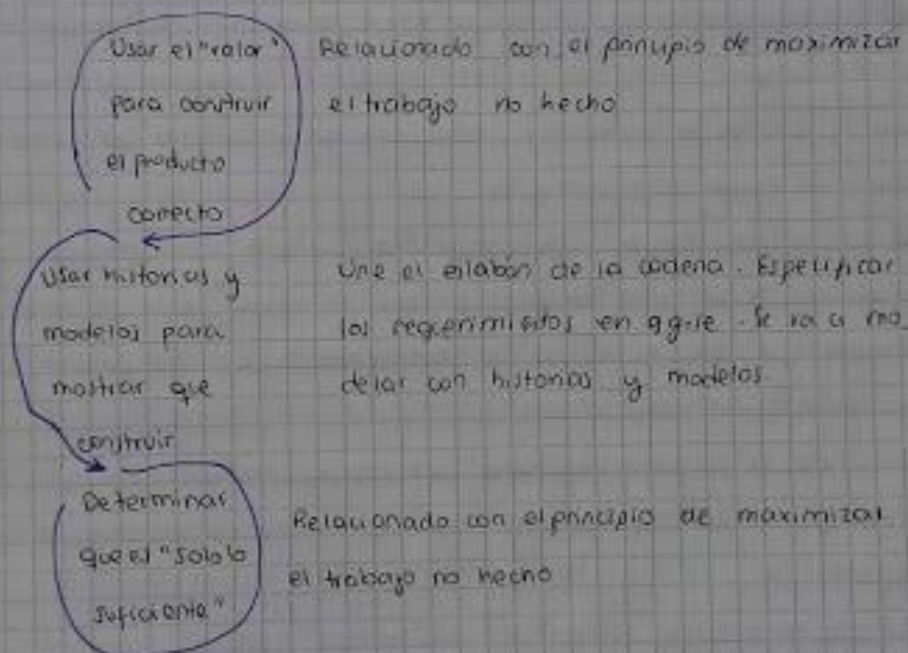 Usar el "valor" Relacionado con el principio de maximizar
para construir el trabajo no hecho
el producto
correcto
Usar historias y Une el eslabón de la cadena. Especificar
modelos para los requerimientos en agile. Se va a mo
mostrar que delar con historias y modelos
construir
Determinar
que es "solo lo Relacionado con el principio de maximizar
suficiente" el trabajo no hecho